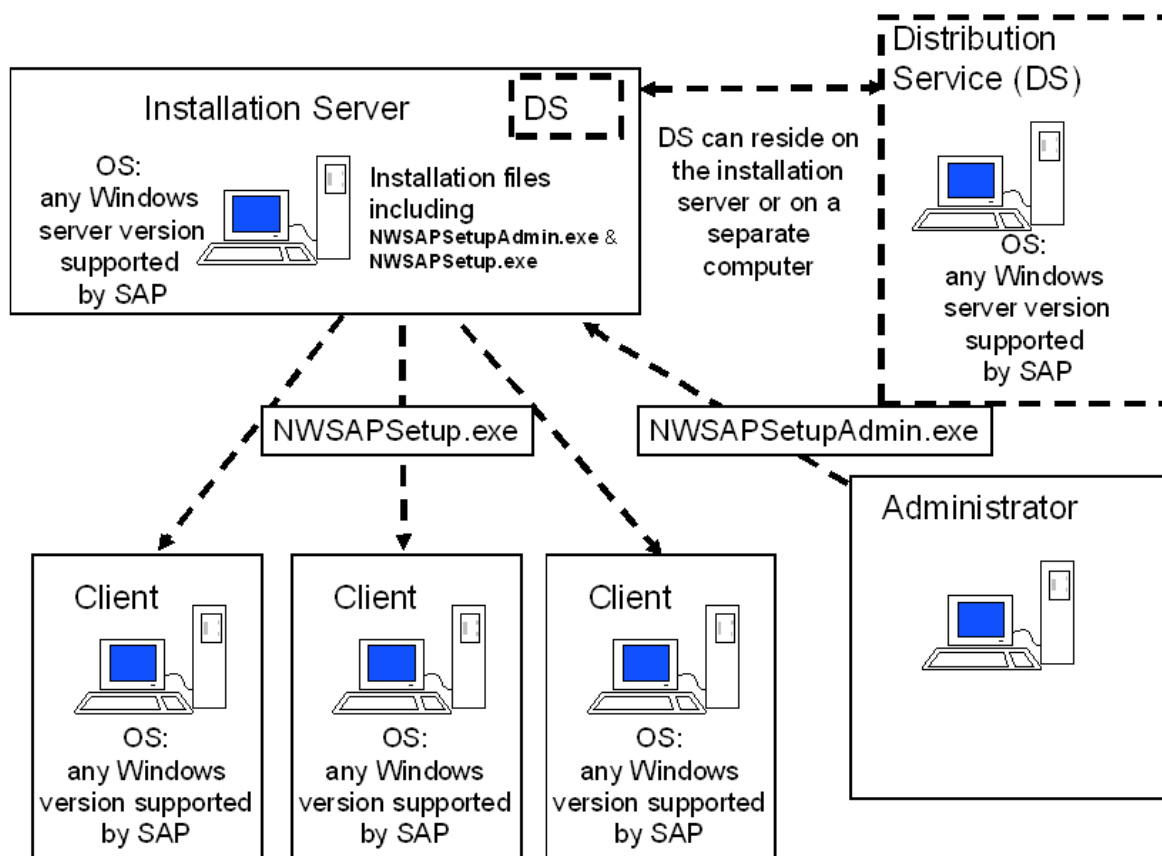 Installation Server
DS
OS:
any Windows
server version
supported
by SAP
Installation files
including
NWSAPSetupAdmin.exe &
NWSAPSetup.exe
DS can reside on
the installation
server or on a
separate
computer
Distribution
Service (DS)
OS:
any Windows
server version
supported
by SAP
NWSAPSetup.exe
NWSAPSetupAdmin.exe
Administrator
Client
OS:
any Windows
version supported
by SAP
Client
OS:
any Windows
version supported
by SAP
Client
OS:
any Windows
version supported
by SAP